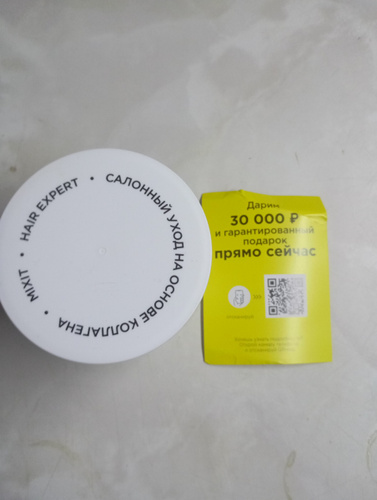 MIXIT • HAIR EXPERT • САЛОННЫЙ УХОД НА ОСНОВЕ КОЛЛАГЕНА •
Дарим
30 000 ₽
и гарантированный
подарок
прямо сейчас